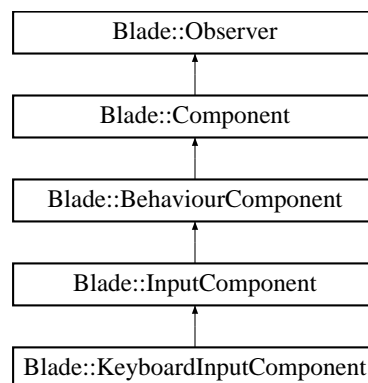 Blade::Observer
Blade::Component
Blade::BehaviourComponent
Blade::InputComponent
Blade::KeyboardInputComponent